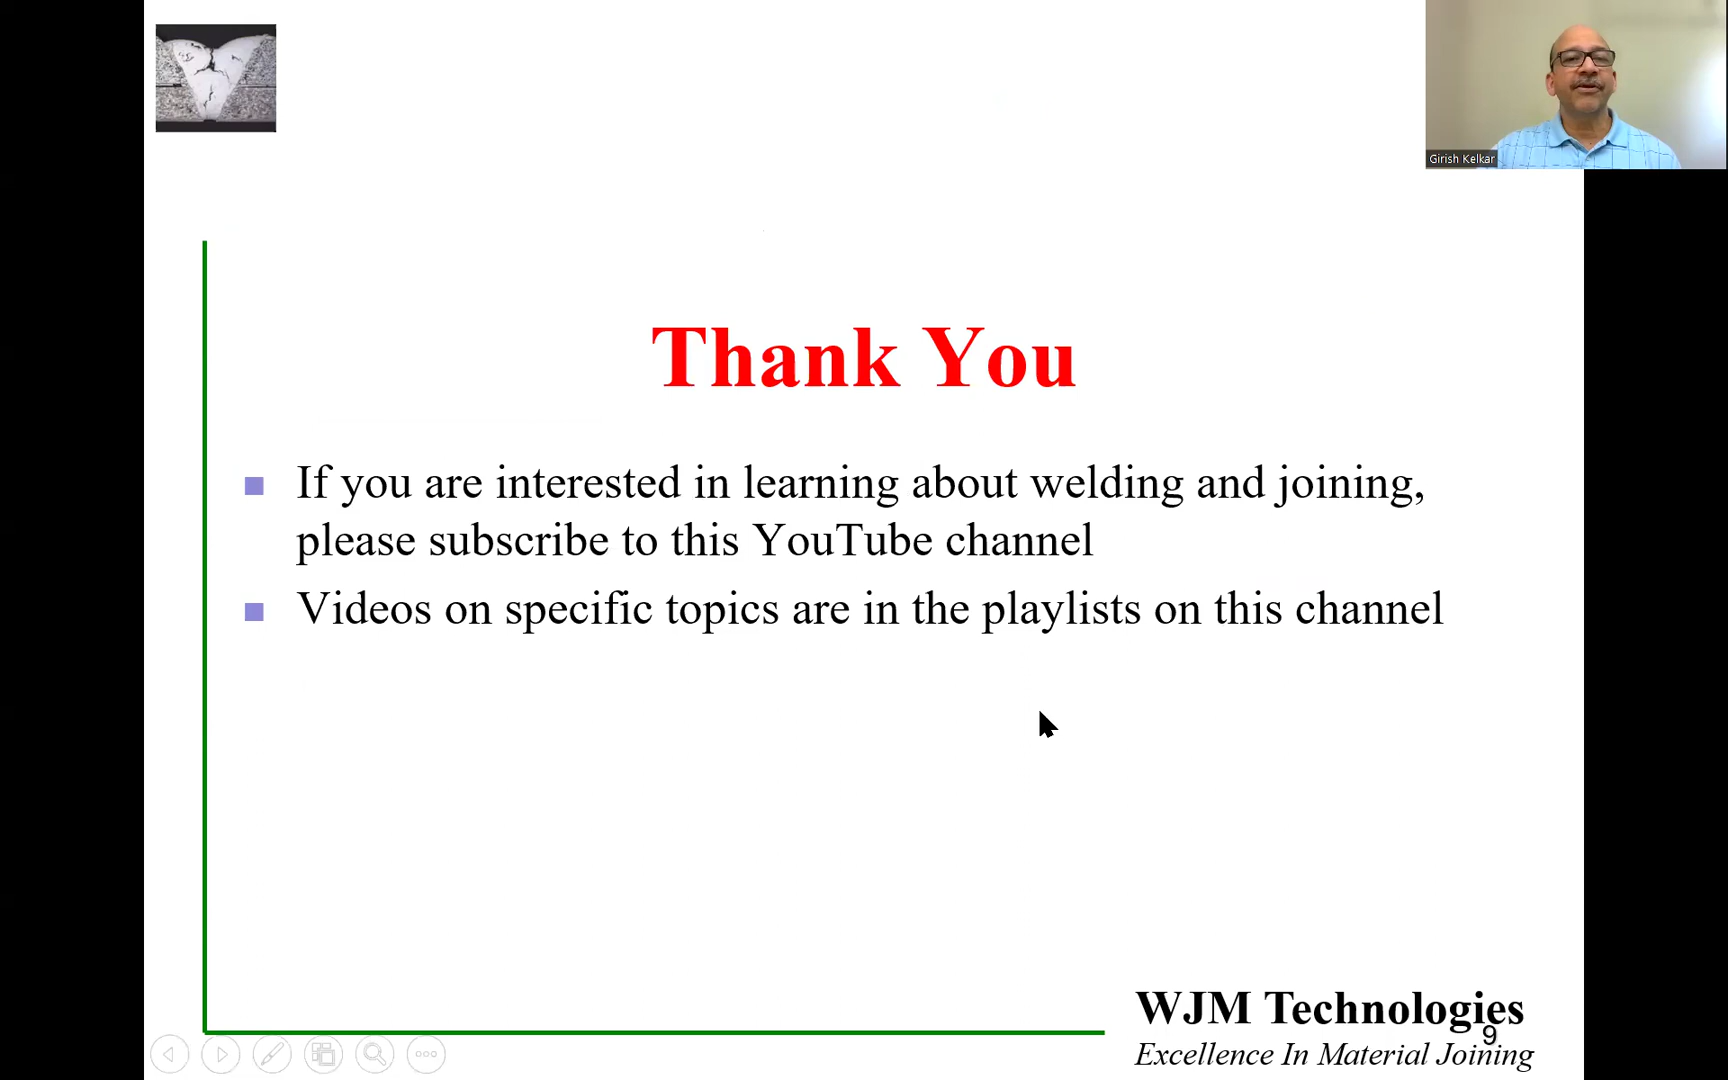 Girish Kelkar
Thank You
If you are interested in learning about welding and joining,
please subscribe to this YouTube channel
Videos on specific topics are in the playlists on this channel
WJM Technologies
9
Excellence In Material Joining